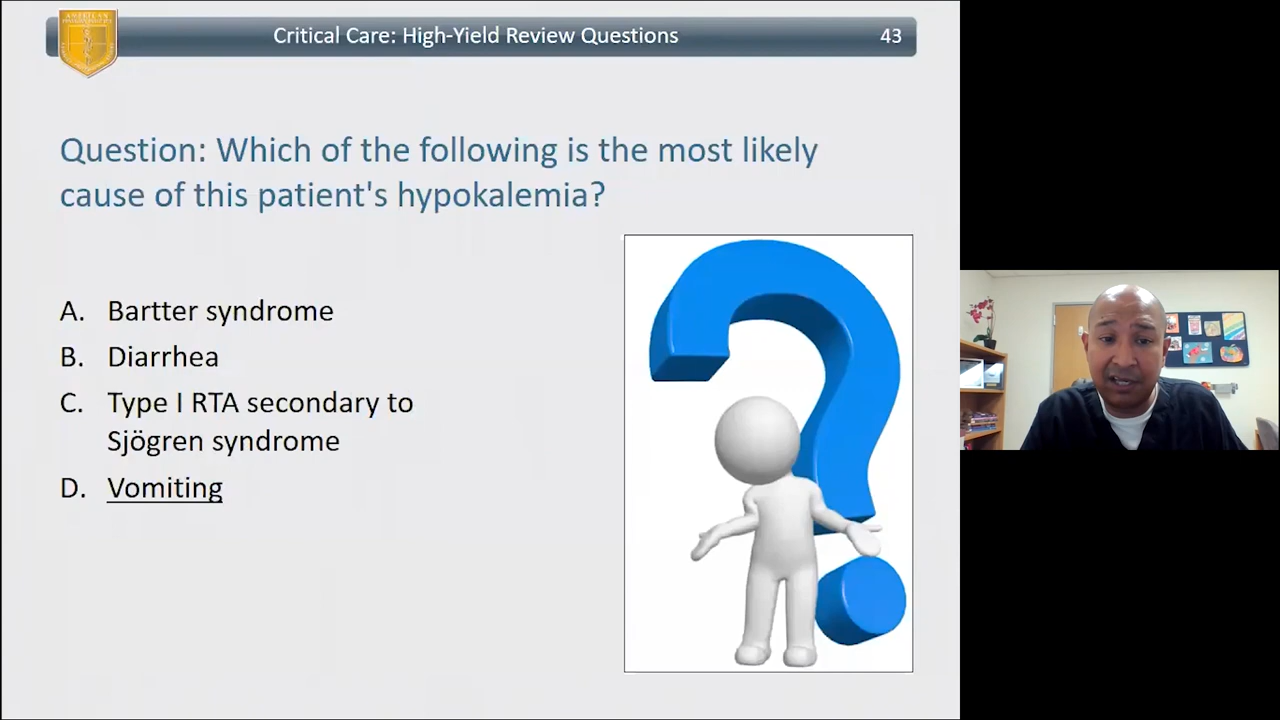 AMERICAN
Critical Care: High-Yield Review Questions
43
Question: Which of the following is the most likely
cause of this patient's hypokalemia?
A. Bartter syndrome
B. Diarrhea
C. Type I RTA secondary to
Sjögren syndrome
D. Vomiting